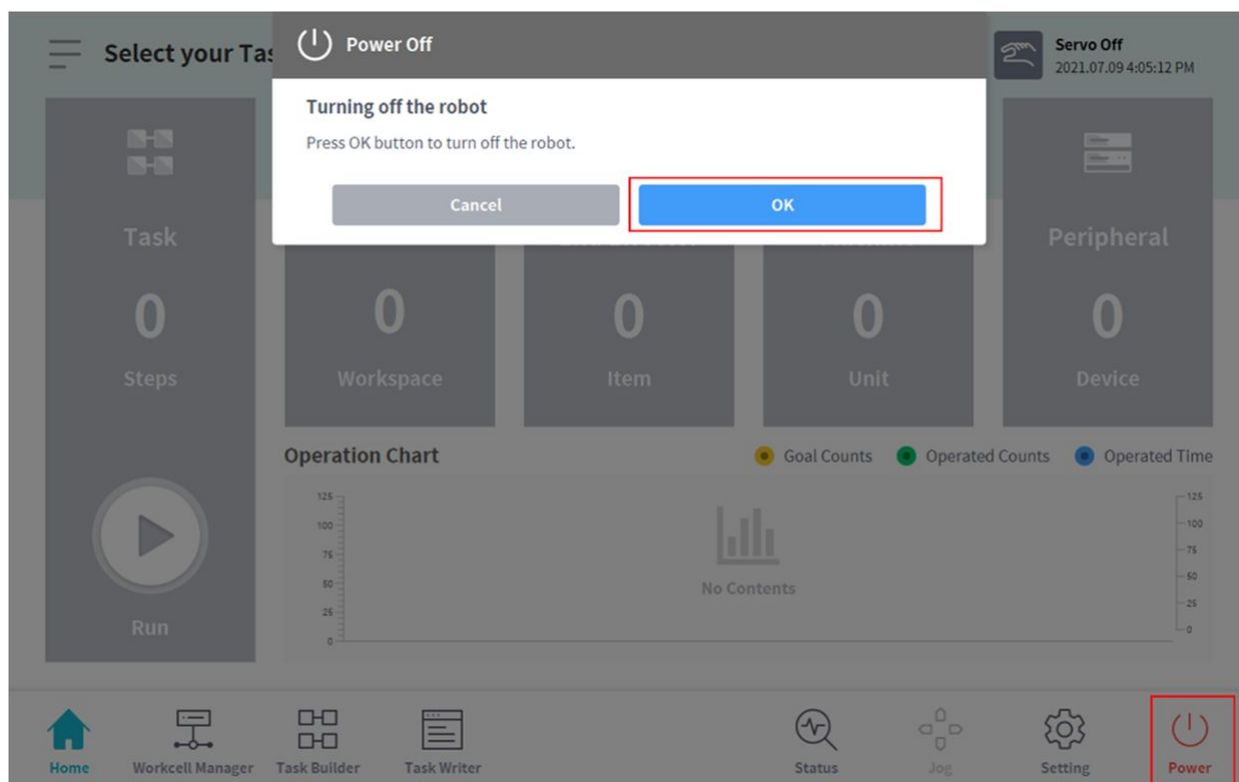 Select your Tas
Power Off
Servo Off
2021.07.09 4:05:12 PM
Turning off the robot
Press OK button to turn off the robot.
Cancel
OK
Task
0
Steps
0
Workspace
0
Item
0
Unit
Peripheral
0
Device
Run
Operation Chart
Goal Counts
Operated Counts
Operated Time
125
100
75
50
25
0
No Contents
125
100
75
50
25
0
Home
Workcell Manager
Task Builder
Task Writer
Status
Jog
Setting
Power